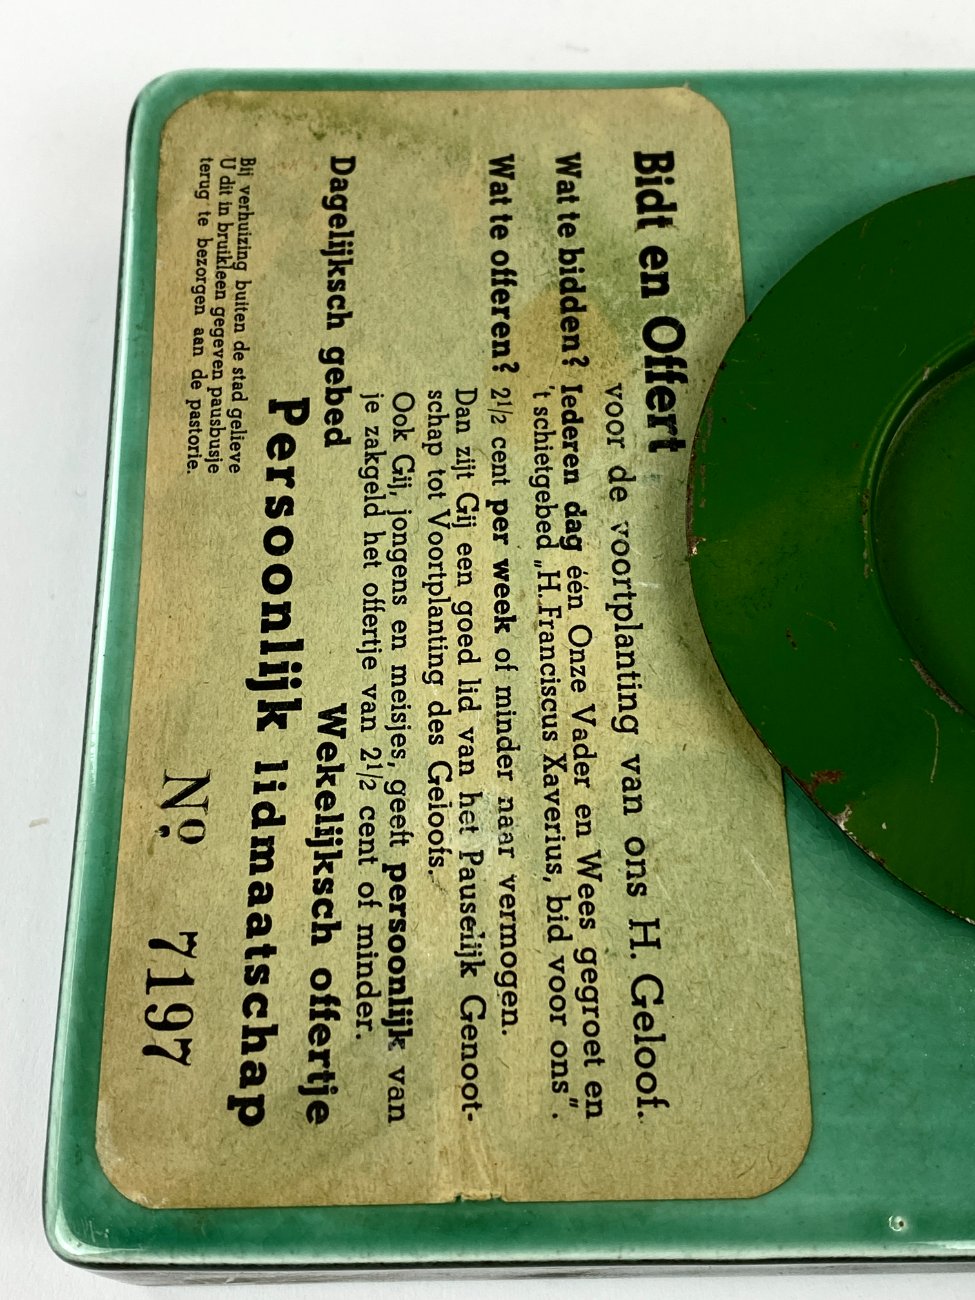 Bidt en Offert
voor de voortplanting van ons H. Geloof.
Wat te bidden? Iederen dag één Onze Vader en Wees gegroet en
't schietgebed „H. Franciscus Xaverius, bid voor ons".
Wat te offeren? 2½ cent per week of minder naar vermogen.
Dan zijt Gij een goed lid van het Pauselijk Genoot-
schap tot Voortplanting des Geloofs.
Ook Gij, jongens en meisjes, geeft persoonlijk van
je zakgeld het offertje van 2½ cent of minder.
Dagelijksch gebed Wekelijksch offertje
Persoonlijk lidmaatschap
Bij verhuizing buiten de stad gelieve
U dit in bruikleen gegeven pausbusje
terug te bezorgen aan de pastorie.
No. 7197